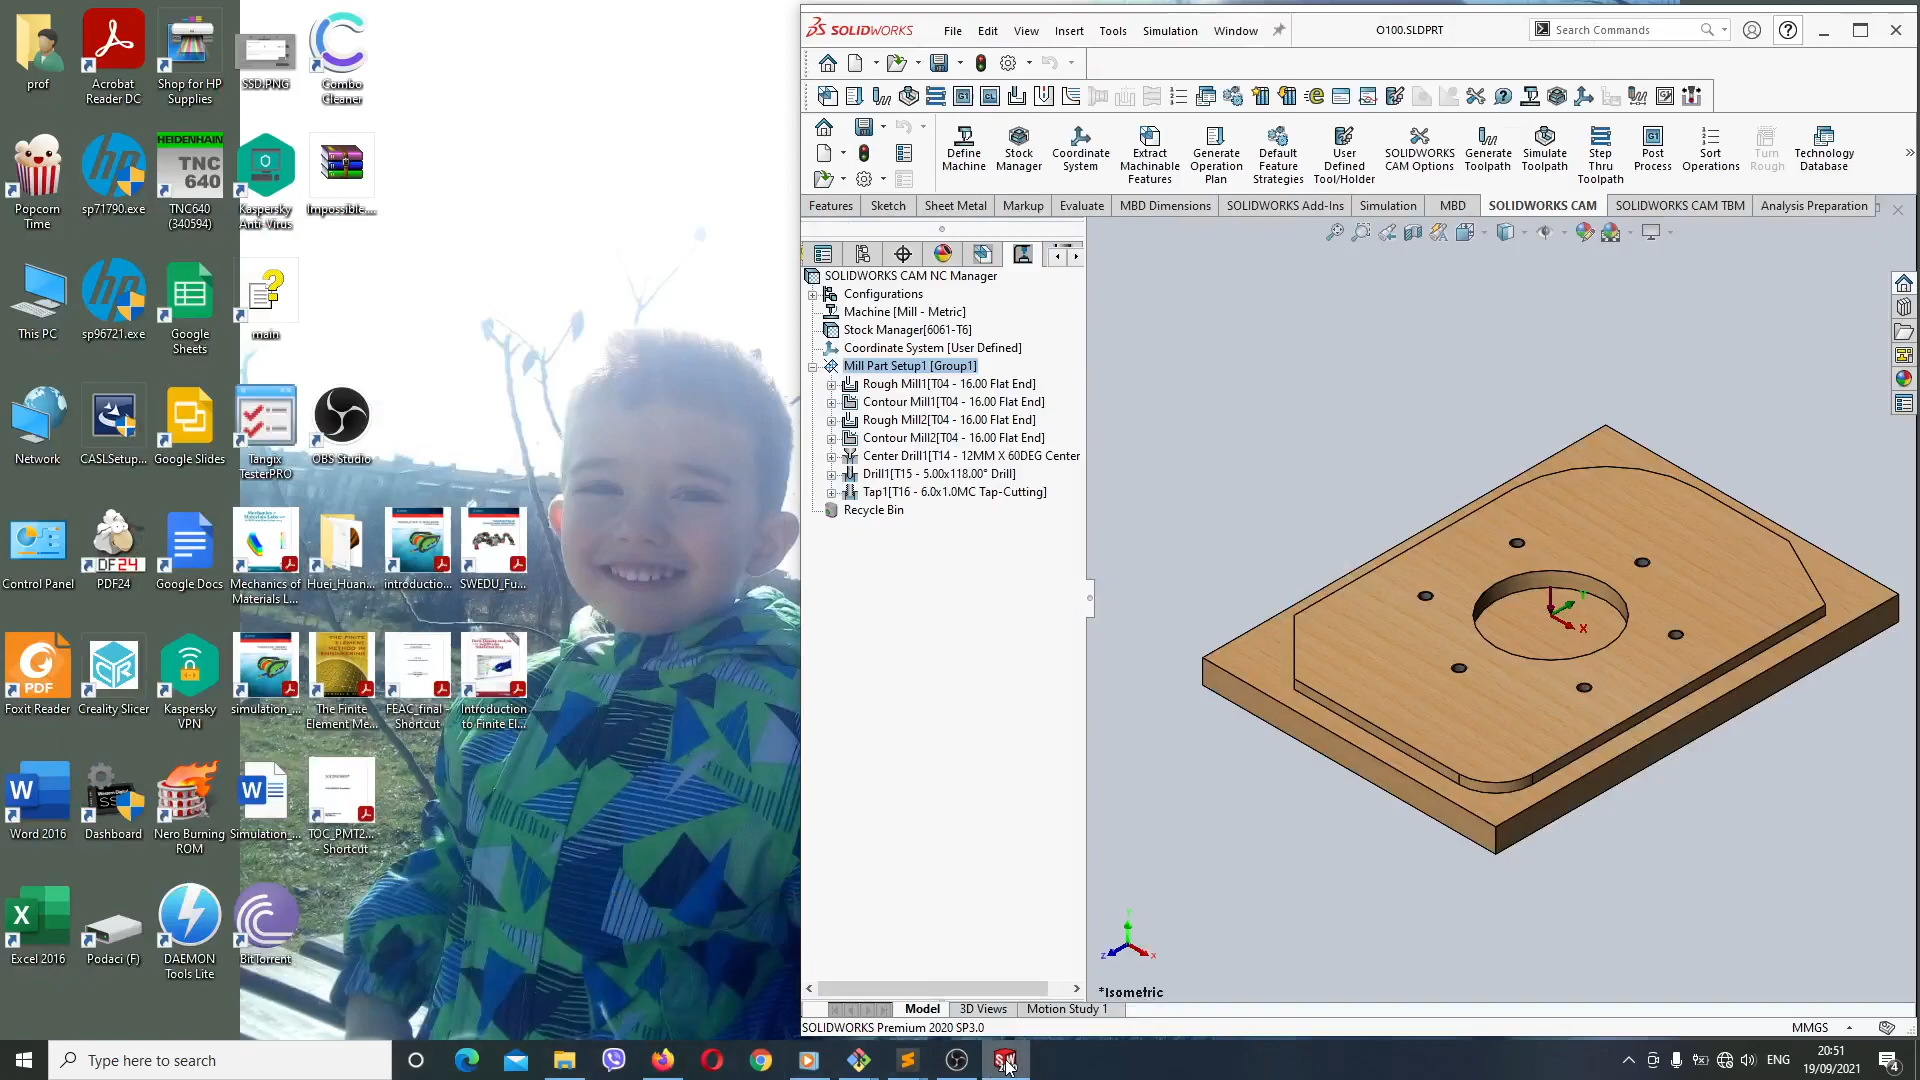 prof
Acrobat
Reader DC
Shop for HP
Supplies
SSD.PNG
Combo
Cleaner
Popcorn
Time
sp71790.exe
HEIDENHAIN
TNC
640
TNC640
(340594)
Kaspersky
Anti-Virus
Impossible....
This PC
sp96721.exe
Google
Sheets
main
Network
CASLSetup...
Google Slides
Tangix
TesterPRO
OBS Studio
Control Panel
PDF24
Google Docs
Mechanics of
Materials L...
Huei_Huan...
introductio...
SWEDU_Fu...
PDF
Foxit Reader
Creality Slicer
Kaspersky
VPN
simulation_...
The Finite
Element Me...
FEAC_final -
Shortcut
Introduction
to Finite El...
Word 2016
Dashboard
Nero Burning
ROM
Simulation_...
TOC_PMT2...
- Shortcut
Excel 2016
Podaci (F)
DAEMON
Tools Lite
BitTorrent
SOLIDWORKS
File Edit View Insert Tools Simulation Window
O100.SLDPRT
Search Commands
Define
Machine
Stock
Manager
Coordinate
System
Extract
Machinable
Features
Generate
Operation
Plan
Default
Feature
Strategies
User
Defined
Tool/Holder
SOLIDWORKS
CAM Options
Generate
Toolpath
Simulate
Toolpath
Step
Thru
Toolpath
Post
Process
Sort
Operations
Turn
Rough
Technology
Database
Features Sketch Sheet Metal Markup Evaluate MBD Dimensions SOLIDWORKS Add-Ins Simulation MBD SOLIDWORKS CAM SOLIDWORKS CAM TBM Analysis Preparation
SOLIDWORKS CAM NC Manager
Configurations
Machine [Mill - Metric]
Stock Manager[6061-T6]
Coordinate System [User Defined]
Mill Part Setup1 [Group1]
Rough Mill1[T04 - 16.00 Flat End]
Contour Mill1[T04 - 16.00 Flat End]
Rough Mill2[T04 - 16.00 Flat End]
Contour Mill2[T04 - 16.00 Flat End]
Center Drill1[T14 - 12MM X 60DEG Center
Drill1[T15 - 5.00x118.00° Drill]
Tap1[T16 - 6.0x1.0MC Tap-Cutting]
Recycle Bin
Y
X
Y
Z
X
*Isometric
Model 3D Views Motion Study 1
SOLIDWORKS Premium 2020 SP3.0
MMGS
Type here to search
ENG
20:51
19/09/2021
4